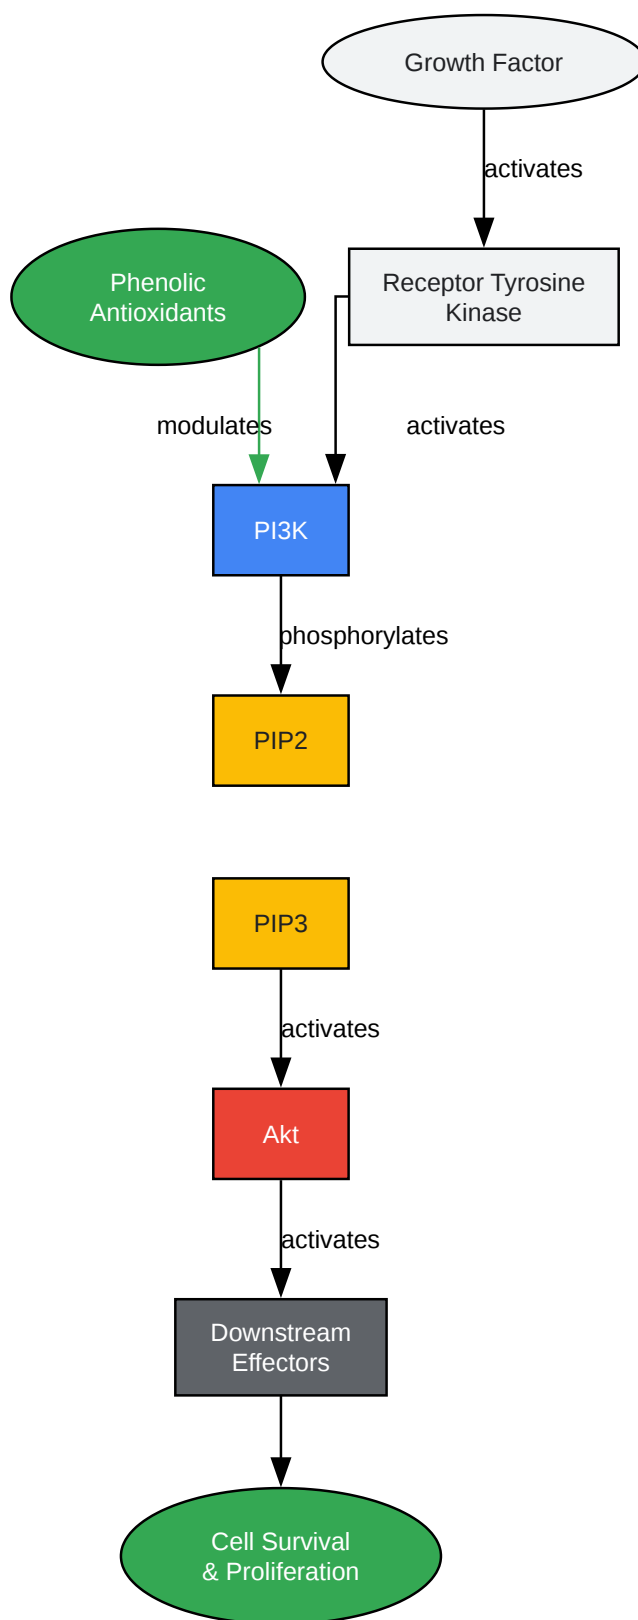 Growth Factor
activates
Phenolic
Antioxidants
Receptor Tyrosine
Kinase
modulates
activates
PI3K
phosphorylates
PIP2
PIP3
activates
Akt
activates
Downstream
Effectors
Cell Survival
& Proliferation